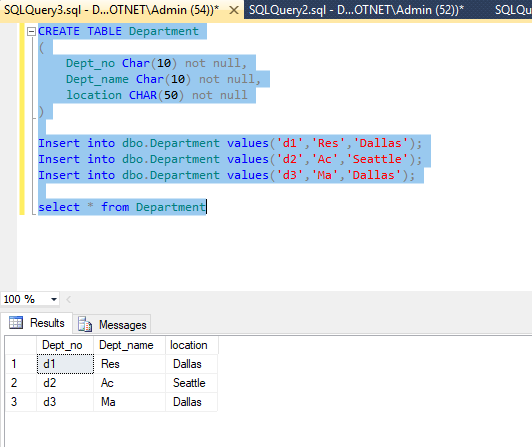 SQLQuery3.sql - D...OTNET\Admin (54))* SQLQuery2.sql - D...OTNET\Admin (52))* SQLQu
CREATE TABLE Department
(
Dept_no Char(10) not null,
Dept_name Char(10) not null,
location CHAR(50) not null
)
Insert into dbo.Department values('d1','Res','Dallas');
Insert into dbo.Department values('d2','Ac','Seattle');
Insert into dbo.Department values('d3','Ma','Dallas');
select * from Department
100 %
Results Messages
Dept_no Dept_name location
1 d1 Res Dallas
2 d2 Ac Seattle
3 d3 Ma Dallas